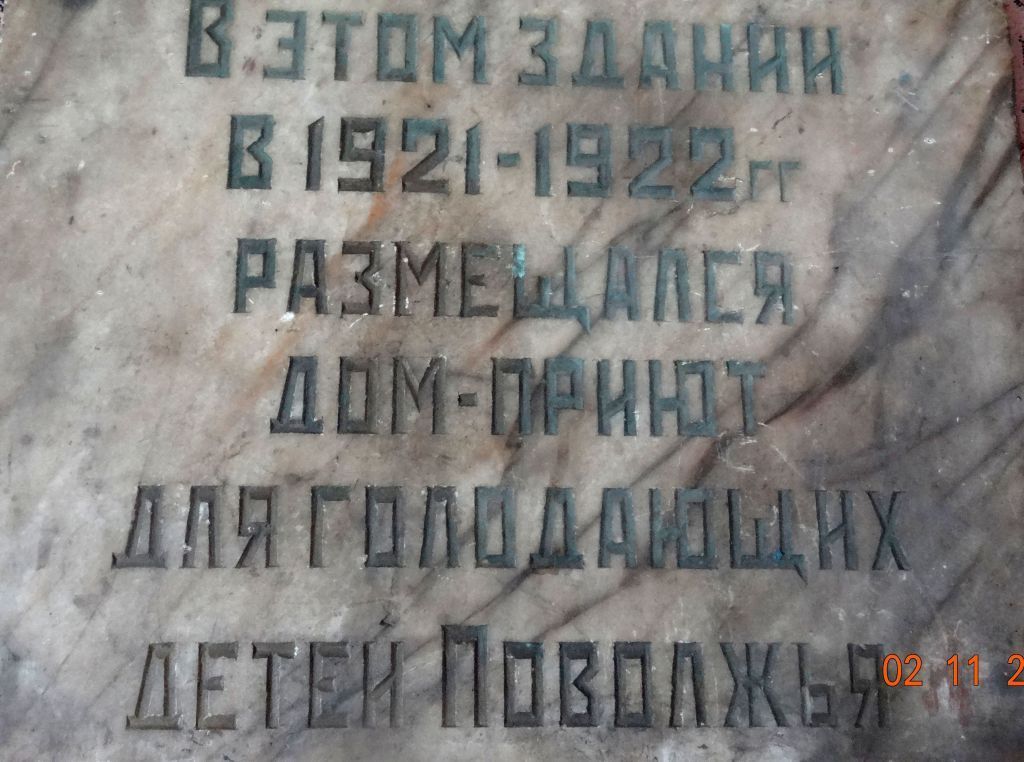 В ЭТОМ ЗДАНИИ
В 1921-1922 гг
РАЗМЕЩАЛСЯ
ДОМ-ПРИЮТ
ДЛЯ ГОЛОДАЮЩИХ
ДЕТЕЙ ПОВОЛЖЬЯ
02 11 2